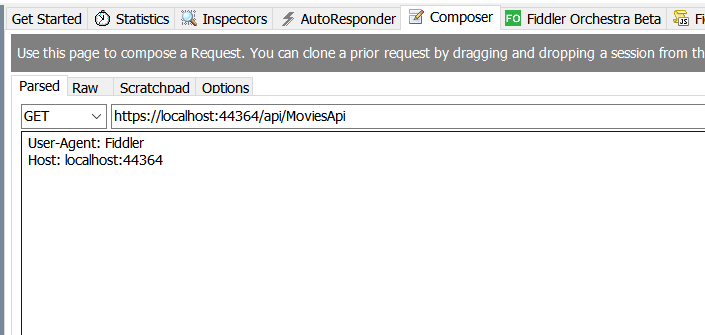 Get Started Statistics Inspectors AutoResponder Composer FO Fiddler Orchestra Beta JS Fi
Use this page to compose a Request. You can clone a prior request by dragging and dropping a session from th
Parsed Raw Scratchpad Options
GET https://localhost:44364/api/MoviesApi
User-Agent: Fiddler
Host: localhost:44364